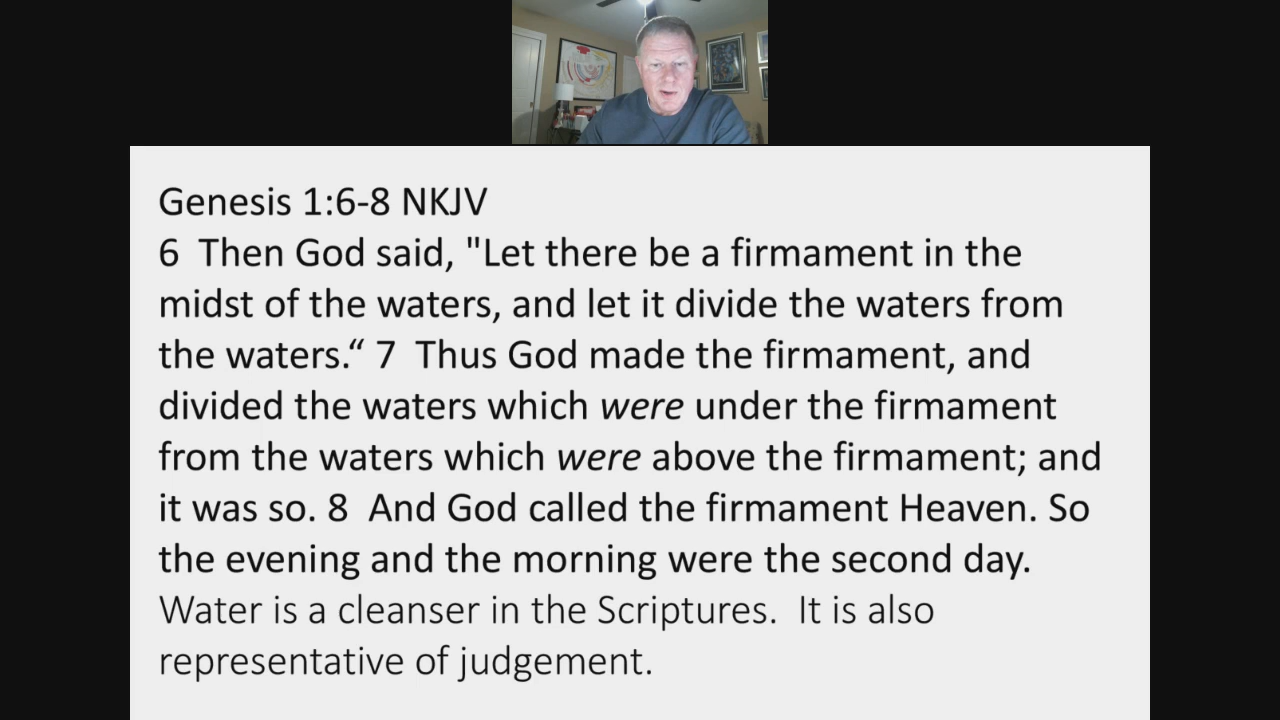 Genesis 1:6-8 NKJV
6  Then God said, "Let there be a firmament in the
midst of the waters, and let it divide the waters from
the waters.“ 7  Thus God made the firmament, and
divided the waters which were under the firmament
from the waters which were above the firmament; and
it was so. 8  And God called the firmament Heaven. So
the evening and the morning were the second day.
Water is a cleanser in the Scriptures.  It is also
representative of judgement.